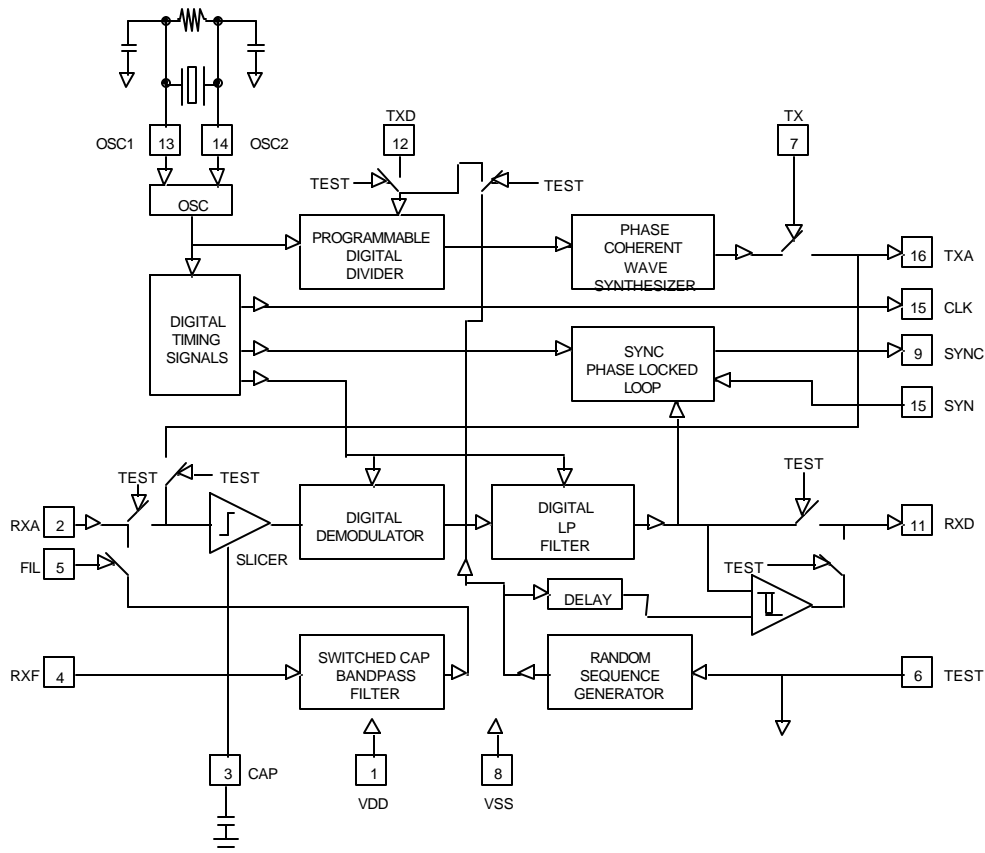 TXD
TX
OSC1
13
14
OSC2
12
7
TEST
TEST
OSC
PROGRAMMABLE
DIGITAL
DIVIDER
PHASE
COHERENT
WAVE
SYNTHESIZER
16
TXA
15
CLK
DIGITAL
TIMING
SIGNALS
SYNC
PHASE LOCKED
LOOP
9
SYNC
15
SYN
TEST
TEST
TEST
RXA
2
DIGITAL
DEMODULATOR
DIGITAL
LP
FILTER
11
RXD
SLICER
FIL
5
TEST
DELAY
RXF
4
SWITCHED CAP
BANDPASS
FILTER
RANDOM
SEQUENCE
GENERATOR
6
TEST
3
CAP
1
8
VDD
VSS